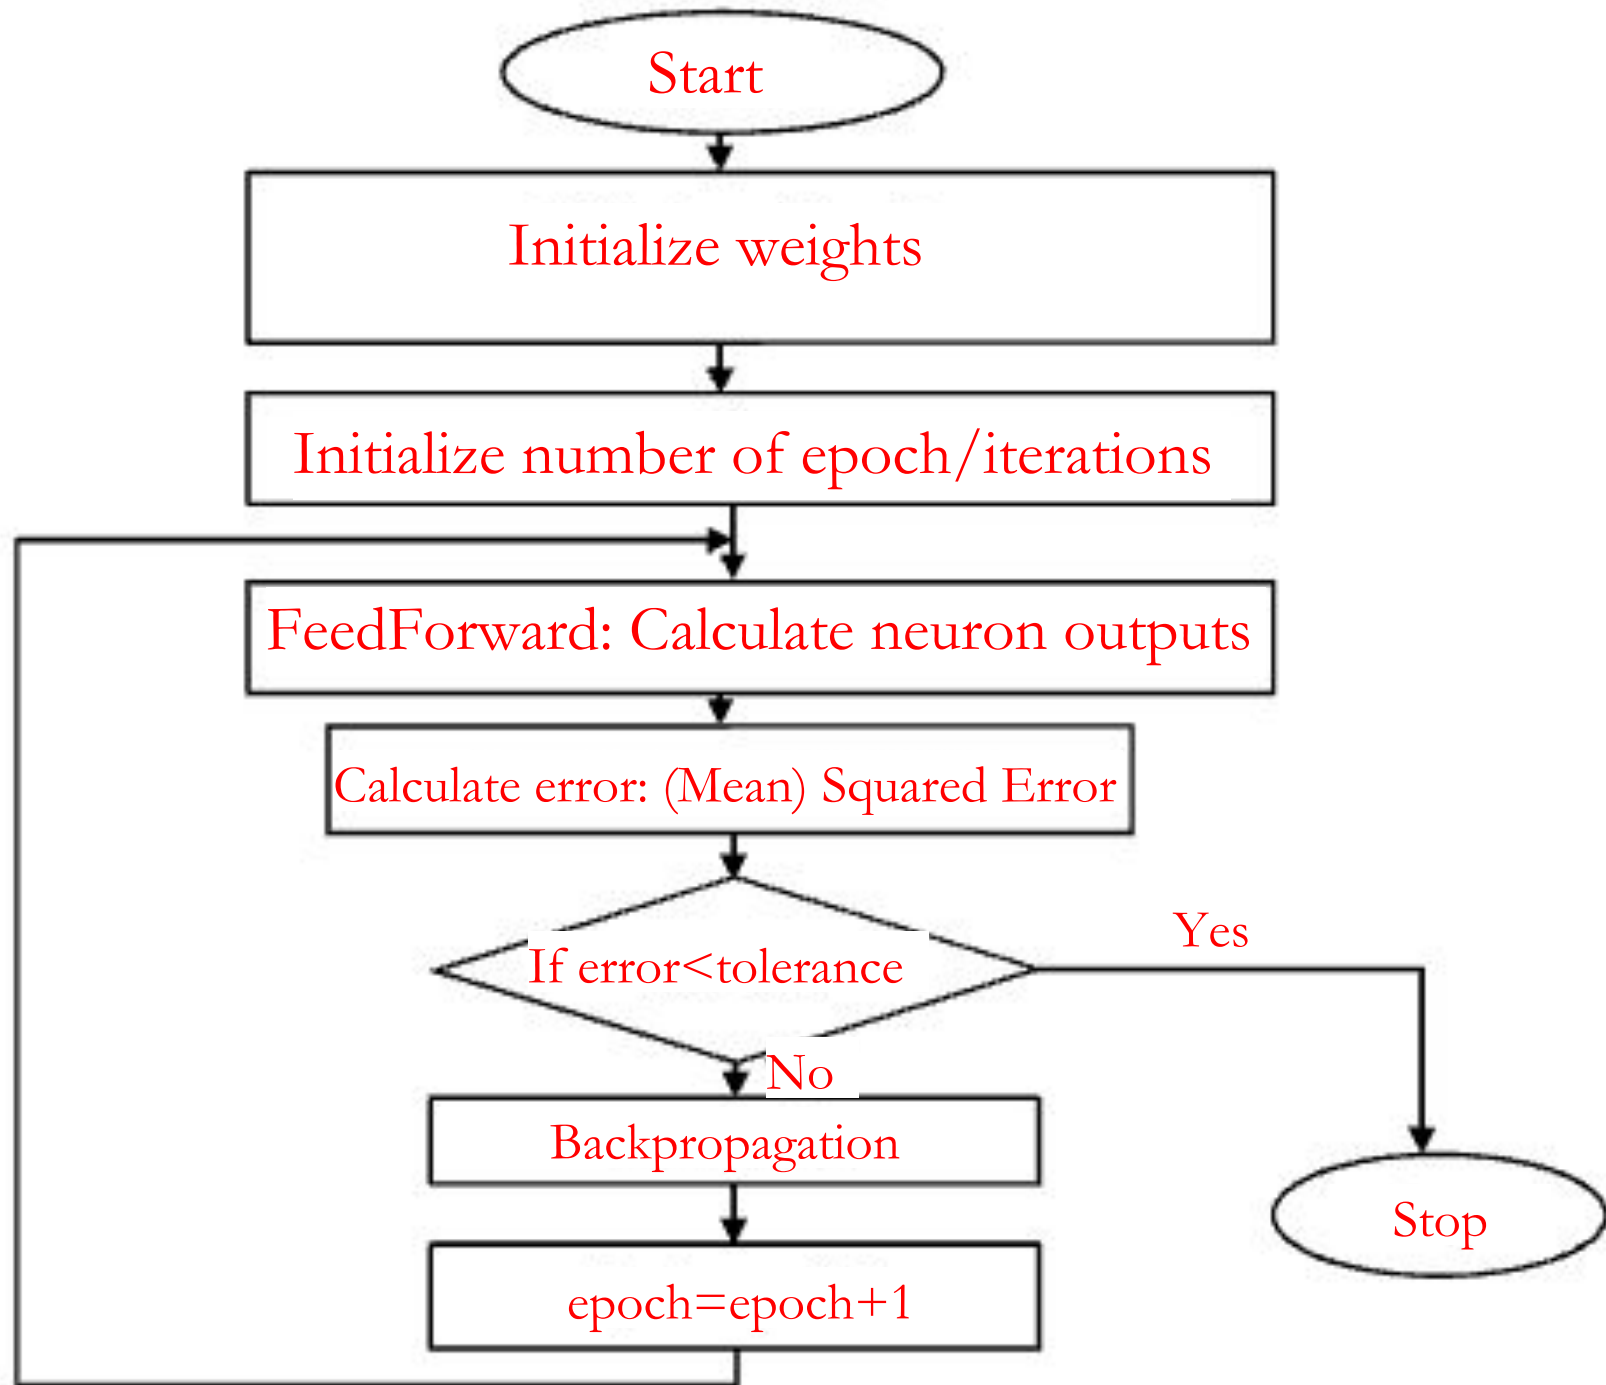 Start
Initialize weights
Initialize number of epoch/iterations
FeedForward: Calculate neuron outputs
Calculate error: (Mean) Squared Error
If error<tolerance
Yes
No
Backpropagation
Stop
epoch=epoch+1